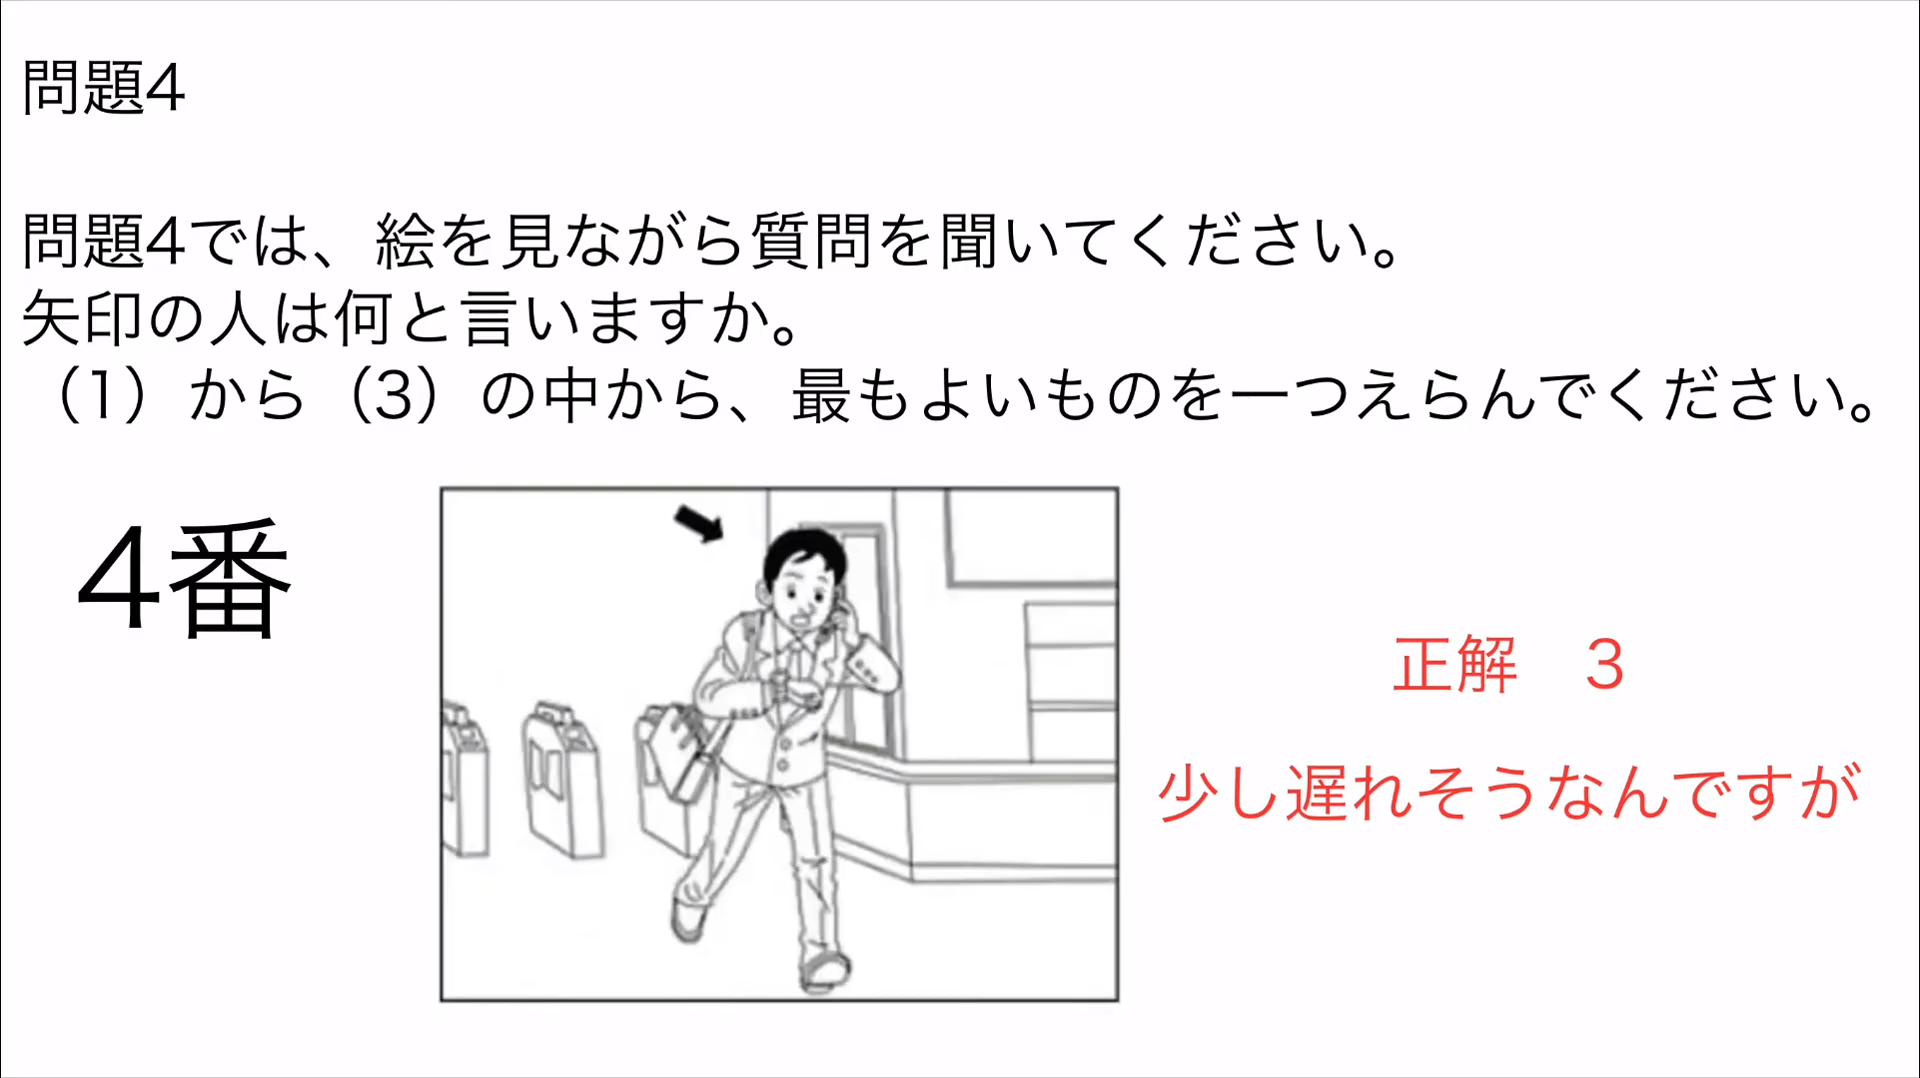 問題4
問題4では、絵を見ながら質問を聞いてください。
矢印の人は何と言いますか。
（1）から（3）の中から、最もよいものを一つえらんでください。
4番
正解　3
少し遅れそうなんですが